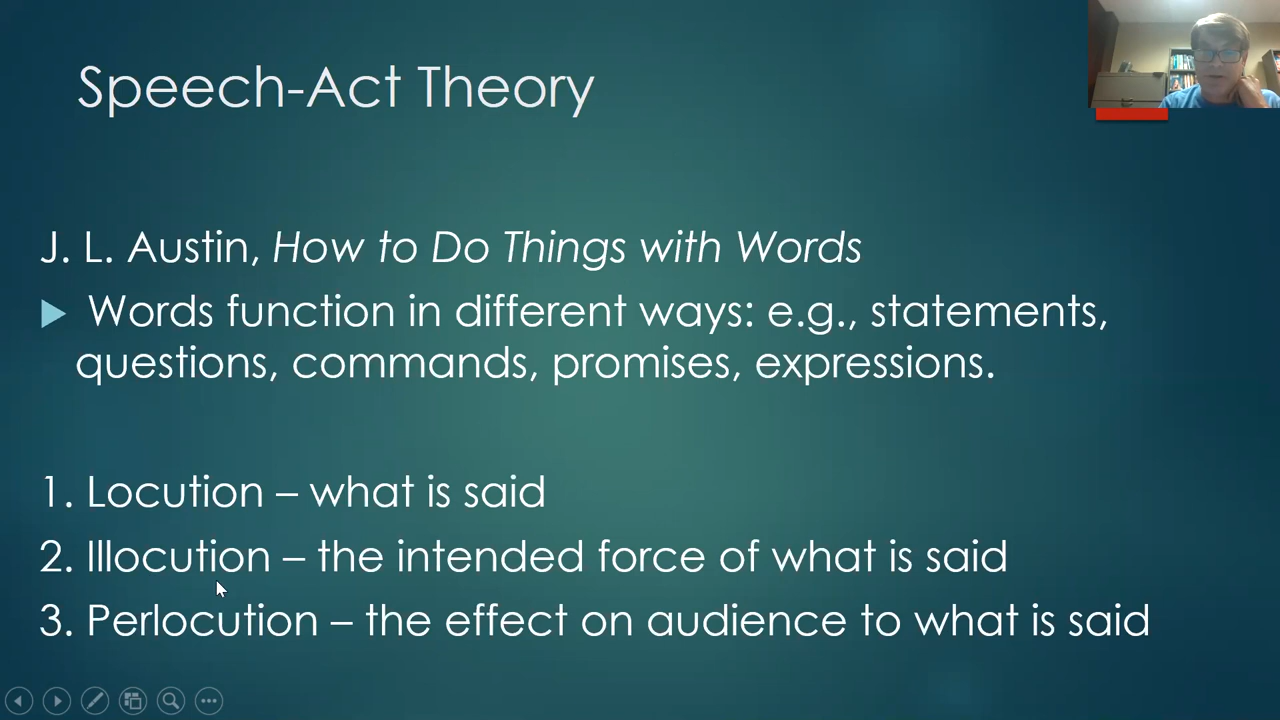 Speech-Act Theory
J. L. Austin, How to Do Things with Words
Words function in different ways: e.g., statements,
questions, commands, promises, expressions.
1. Locution – what is said
2. Illocution – the intended force of what is said
3. Perlocution – the effect on audience to what is said